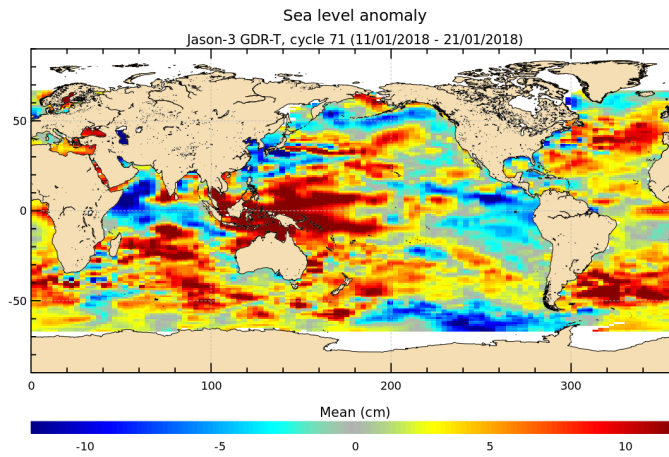 Sea level anomaly
Jason-3 GDR-T, cycle 71 (11/01/2018 - 21/01/2018)
50
0
-50
0 100 200 300
Mean (cm)
-10 -5 0 5 10